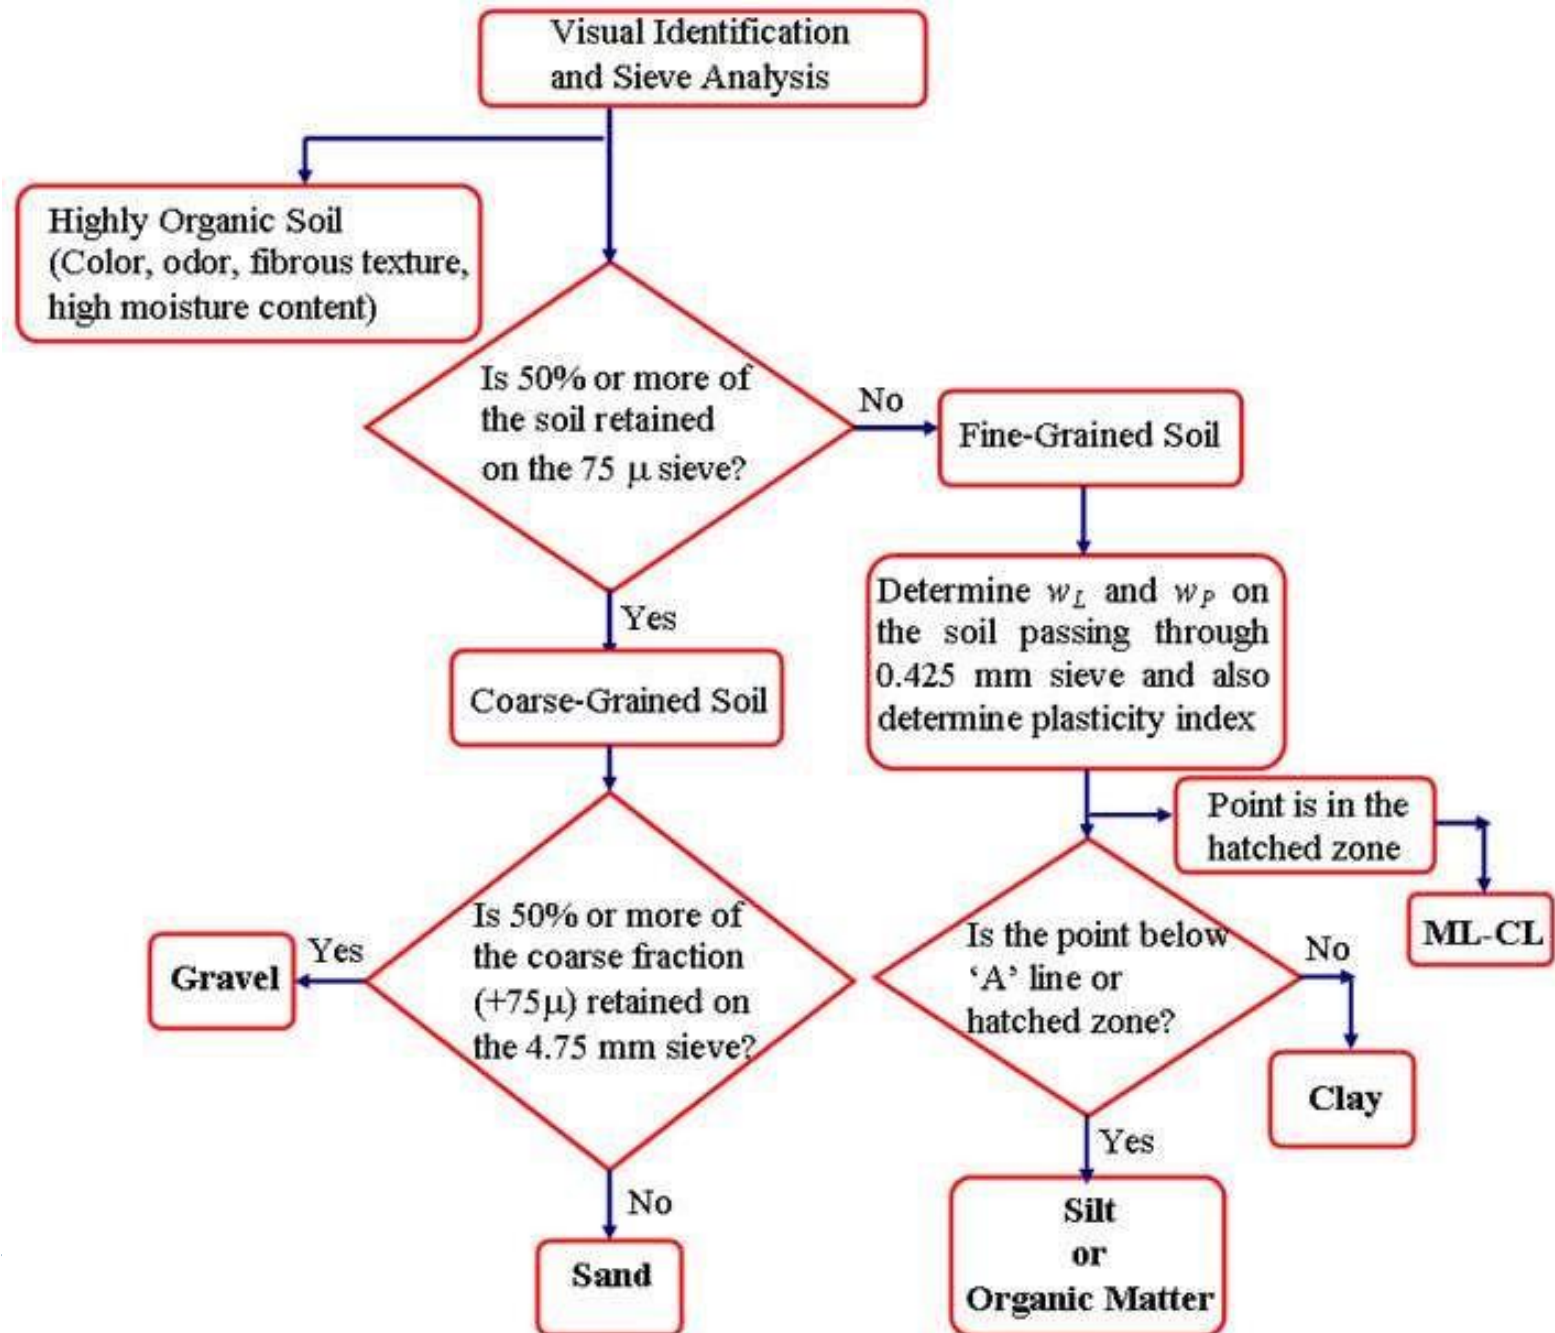 Visual Identification
and Sieve Analysis
Highly Organic Soil
(Color, odor, fibrous texture,
high moisture content)
Is 50% or more of
the soil retained
on the 75 μ sieve?
No
Fine-Grained Soil
Determine w_L and w_P on
the soil passing through
0.425 mm sieve and also
determine plasticity index
Yes
Coarse-Grained Soil
Point is in the
hatched zone
ML-CL
Is 50% or more of
the coarse fraction
(+75μ) retained on
the 4.75 mm sieve?
Yes
Gravel
No
Sand
Is the point below
‘A’ line or
hatched zone?
No
Clay
Yes
Silt
or
Organic Matter